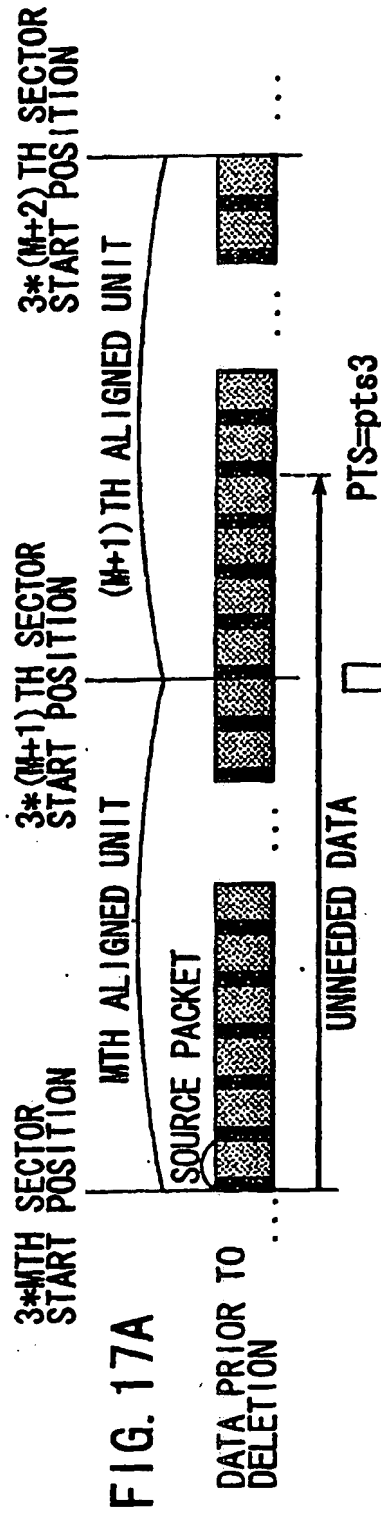 FIG. 17A
3*MTH SECTOR
START POSITION
3*(M+1)TH SECTOR
START POSITION
3*(M+2)TH SECTOR
START POSITION
MTH ALIGNED UNIT
(M+1)TH ALIGNED UNIT
SOURCE PACKET
DATA PRIOR TO
DELETION
UNNEEDED DATA
PTS=pts3